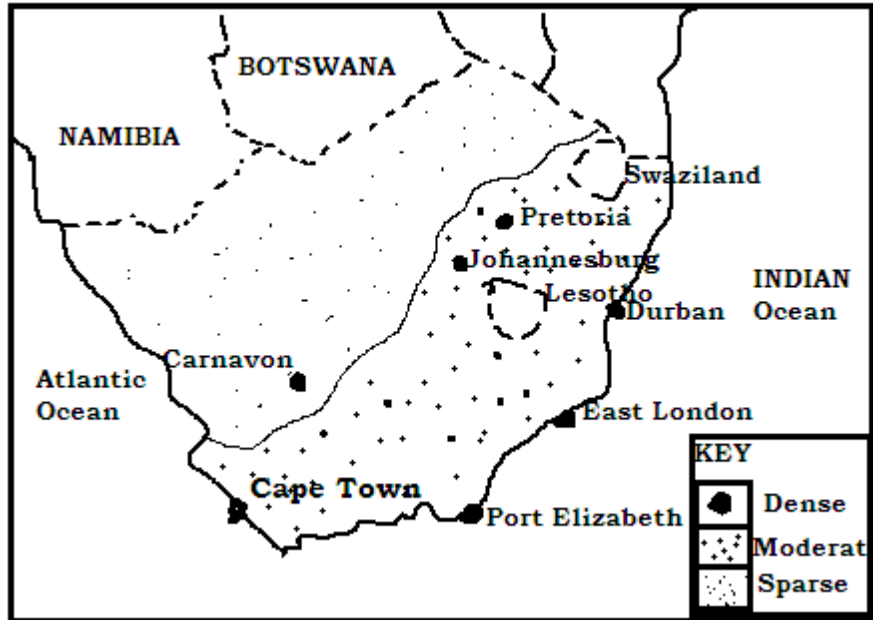 BOTSWANA
NAMIBIA
Swaziland
Pretoria
Johannesburg
Lesotho
INDIAN
Ocean
Durban
Carnavon
Atlantic
Ocean
East London
Cape Town
Port Elizabeth
KEY
Dense
Moderat
Sparse